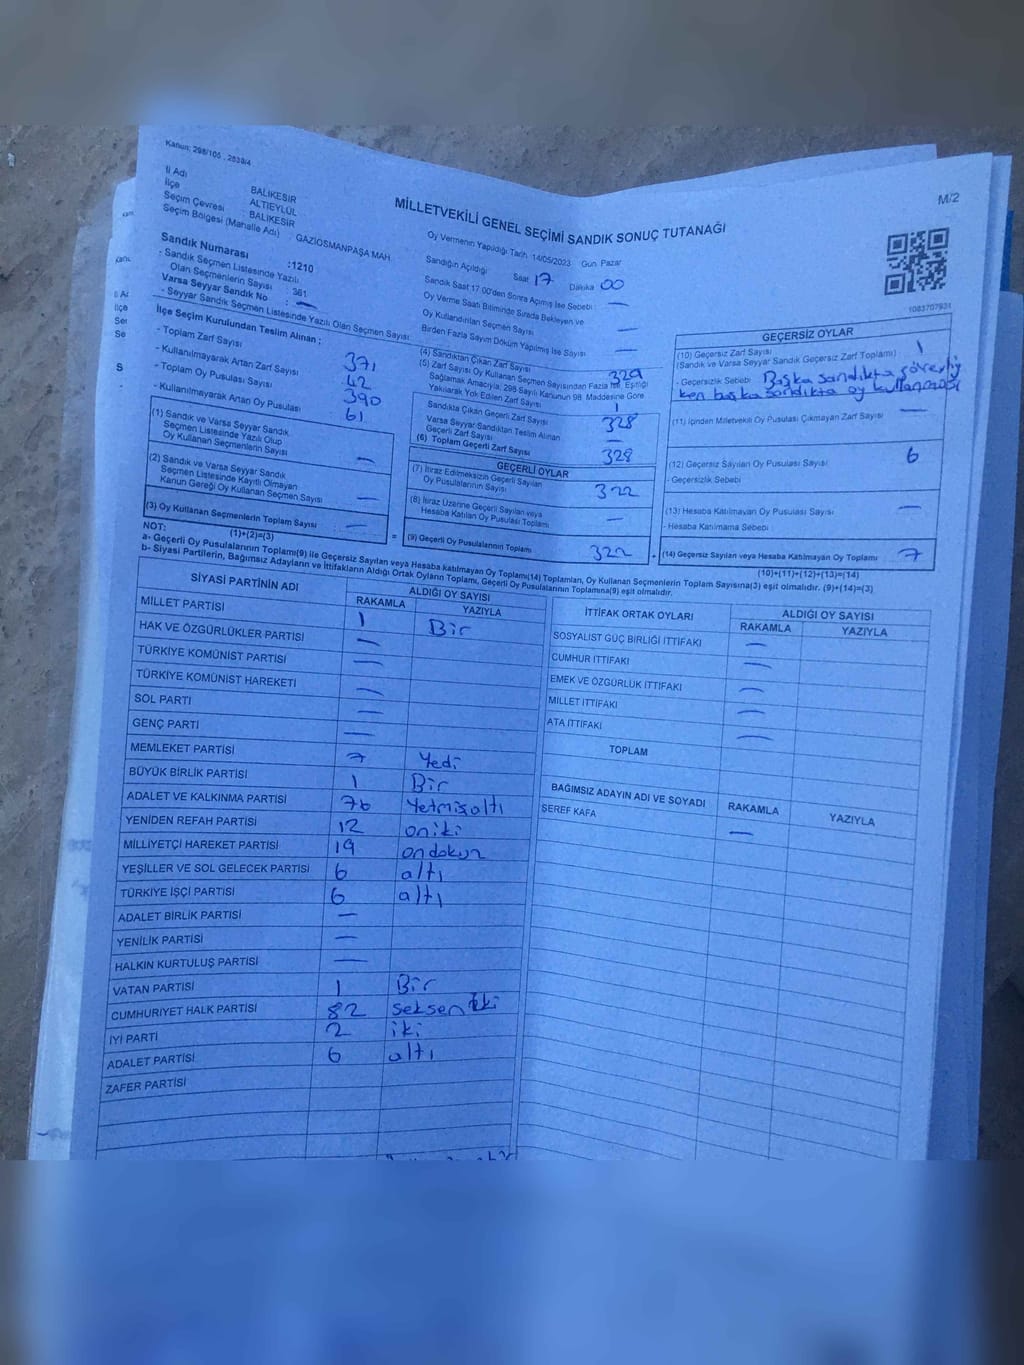 Kanun: 298/105 , 2839/4
M/2
İl Adı BALIKESİR
İlçe ALTIEYLÜL
Seçim Çevresi : BALIKESİR
Seçim Bölgesi (Mahalle Adı) : GAZİOSMANPAŞA MAH.
MİLLETVEKİLİ GENEL SEÇİMİ SANDIK SONUÇ TUTANAĞI
Oy Vermenin Yapıldığı Tarih 14/05/2023 Gün Pazar
Sandığın Açıldığı Saat 17 Dakika 00
Sandık Saat 17.00'den Sonra Açılmış İse Sebebi : —
Oy Verme Saati Bitiminde Sırada Bekleyen ve
Oy Kullandırılan Seçmen Sayısı —
Birden Fazla Sayım Döküm Yapılmış İse Sayısı —
1083707931
Sandık Numarası :1210
- Sandık Seçmen Listesinde Yazılı
Olan Seçmenlerin Sayısı : 361
Varsa Seyyar Sandık No : —
- Seyyar Sandık Seçmen Listesinde Yazılı Olan Seçmen Sayısı: —
İlçe Seçim Kurulundan Teslim Alınan ;
- Toplam Zarf Sayısı 371
- Kullanılmayarak Artan Zarf Sayısı 42
- Toplam Oy Pusulası Sayısı 390
- Kullanılmayarak Artan Oy Pusulası 61
(1) Sandık ve Varsa Seyyar Sandık
Seçmen Listesinde Yazılı Olup
Oy Kullanan Seçmenlerin Sayısı —
(2) Sandık ve Varsa Seyyar Sandık
Seçmen Listesinde Kayıtlı Olmayan
Kanun Gereği Oy Kullanan Seçmen Sayısı —
(3) Oy Kullanan Seçmenlerin Toplam Sayısı —
(1)+(2)=(3)
(4) Sandıktan Çıkan Zarf Sayısı 329
(5) Zarf Sayısı Oy Kullanan Seçmen Sayısından Fazla İse, Eşitliği
Sağlamak Amacıyla, 298 Sayılı Kanunun 98. Maddesine Göre
Yakılarak Yok Edilen Zarf Sayısı 1
Sandıkta Çıkan Geçerli Zarf Sayısı 328
Varsa Seyyar Sandıktan Teslim Alınan
Geçerli Zarf Sayısı —
(6) Toplam Geçerli Zarf Sayısı 328
GEÇERLİ OYLAR
(7) İtiraz Edilmeksizin Geçerli Sayılan
Oy Pusulalarının Sayısı 322
(8) İtiraz Üzerine Geçerli Sayılan veya
Hesaba Katılan Oy Pusulası Toplamı —
= (9) Geçerli Oy Pusulalarının Toplamı 322
GEÇERSİZ OYLAR
(10) Geçersiz Zarf Sayısı 1
(Sandık ve Varsa Seyyar Sandık Geçersiz Zarf Toplamı)
- Geçersizlik Sebebi : Başka sandıkta görevli
ken başka sandıkta oy kullanması
(11) İçinden Milletvekili Oy Pusulası Çıkmayan Zarf Sayısı —
(12) Geçersiz Sayılan Oy Pusulası Sayısı 6
- Geçersizlik Sebebi
(13) Hesaba Katılmayan Oy Pusulası Sayısı —
- Hesaba Katılmama Sebebi
+ (14) Geçersiz Sayılan veya Hesaba Katılmayan Oy Toplamı 7
(10)+(11)+(12)+(13)=(14)
NOT:
a- Geçerli Oy Pusulalarının Toplamı(9) ile Geçersiz Sayılan veya Hesaba Katılmayan Oy Toplamı(14) Toplamları, Oy Kullanan Seçmenlerin Toplam Sayısına(3) eşit olmalıdır. (9)+(14)=(3)
b- Siyasi Partilerin, Bağımsız Adayların ve İttifakların Aldığı Ortak Oyların Toplamı, Geçerli Oy Pusulalarının Toplamına(9) eşit olmalıdır.
SİYASİ PARTİNİN ADI ALDIĞI OY SAYISI
RAKAMLA YAZIYLA
MİLLET PARTİSİ 1 Bir
HAK VE ÖZGÜRLÜKLER PARTİSİ —
TÜRKİYE KOMÜNİST PARTİSİ —
TÜRKİYE KOMÜNİST HAREKETİ —
SOL PARTİ —
GENÇ PARTİ —
MEMLEKET PARTİSİ 7 Yedi
BÜYÜK BİRLİK PARTİSİ 1 Bir
ADALET VE KALKINMA PARTİSİ 76 Yetmişaltı
YENİDEN REFAH PARTİSİ 12 oniki
MİLLİYETÇİ HAREKET PARTİSİ 19 ondokuz
YEŞİLLER VE SOL GELECEK PARTİSİ 6 altı
TÜRKİYE İŞÇİ PARTİSİ 6 altı
ADALET BİRLİK PARTİSİ —
YENİLİK PARTİSİ —
HALKIN KURTULUŞ PARTİSİ —
VATAN PARTİSİ 1 Bir
CUMHURİYET HALK PARTİSİ 82 seksen iki
İYİ PARTİ 2 iki
ADALET PARTİSİ 6 altı
ZAFER PARTİSİ
İTTİFAK ORTAK OYLARI ALDIĞI OY SAYISI
RAKAMLA YAZIYLA
SOSYALİST GÜÇ BİRLİĞİ İTTİFAKI —
CUMHUR İTTİFAKI —
EMEK VE ÖZGÜRLÜK İTTİFAKI —
MİLLET İTTİFAKI —
ATA İTTİFAKI —
TOPLAM
BAĞIMSIZ ADAYIN ADI VE SOYADI RAKAMLA YAZIYLA
ŞEREF KAFA —